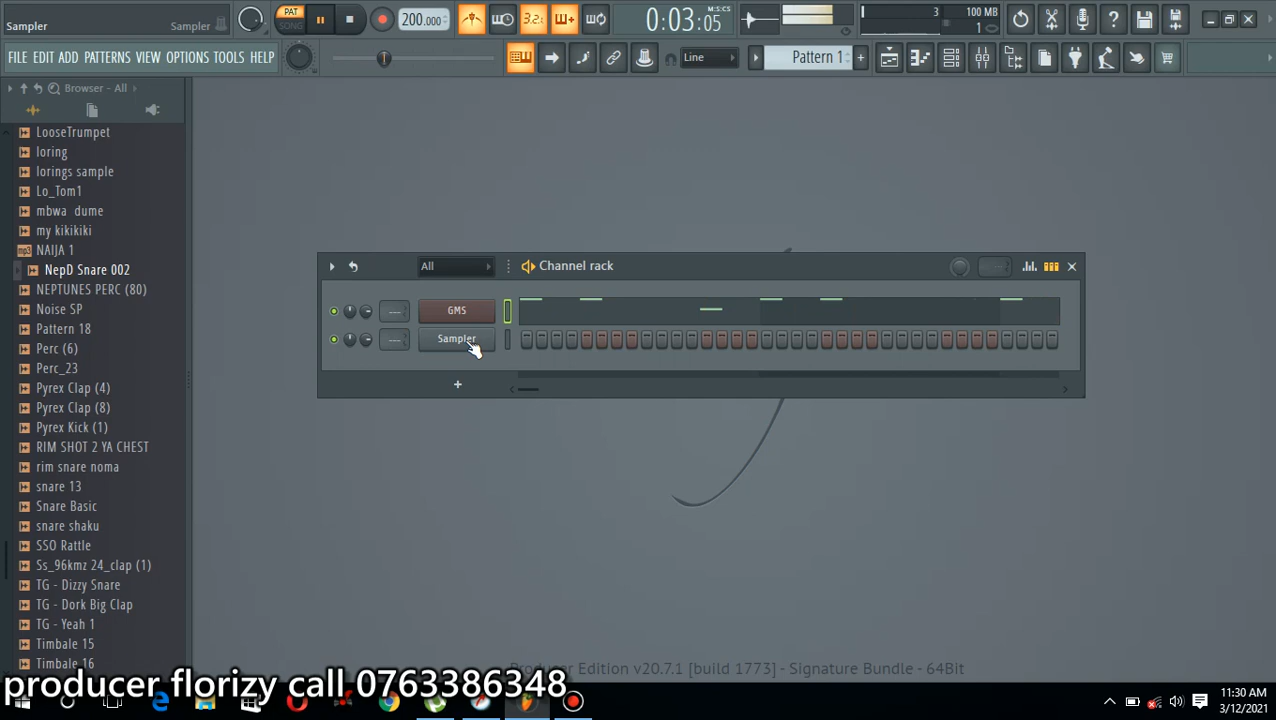 Sampler
Sampler
PAT
SONG
200.000
3 2.
0:03:05
M:S:CS
3
100 MB
1
FILE EDIT ADD PATTERNS VIEW OPTIONS TOOLS HELP
Line
Pattern 1
Browser - All
LooseTrumpet
loring
lorings sample
Lo_Tom1
mbwa dume
my kikikiki
NAIJA 1
NepD Snare 002
NEPTUNES PERC (80)
Noise SP
Pattern 18
Perc (6)
Perc_23
Pyrex Clap (4)
Pyrex Clap (8)
Pyrex Kick (1)
RIM SHOT 2 YA CHEST
rim snare noma
snare 13
Snare Basic
snare shaku
SSO Rattle
Ss_96kmz 24_clap (1)
TG - Dizzy Snare
TG - Dork Big Clap
TG - Yeah 1
Timbale 15
Timbale 16
All
Channel rack
GMS
Sampler
Producer Edition v20.7.1 [build 1773] - Signature Bundle - 64Bit
producer florizy call 0763386348
11:30 AM
3/12/2021